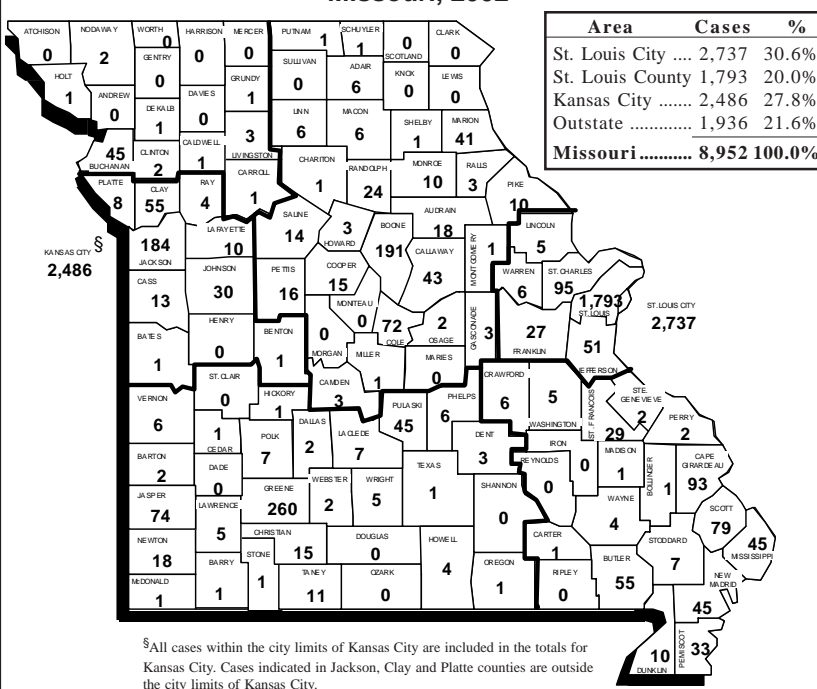 Area Cases %
St. Louis City .... 2,737 30.6%
St. Louis County 1,793 20.0%
Kansas City ....... 2,486 27.8%
Outstate ............. 1,936 21.6%
Missouri ........... 8,952 100.0%
ATCHISON 0
NODAWAY 2
WORTH 0
HARRISON 0
MERCER 0
PUTNAM 1
SCHUYLER 1
SCOTLAND 0
CLARK 0
HOLT 1
ANDREW 0
GENTRY 0
DE KALB 1
DAVIES 0
GRUNDY 1
SULLIVAN 0
ADAIR 6
KNOX 0
LEWIS 0
LINN 6
MACON 6
SHELBY 1
MARION 41
BUCHANAN 45
CLINTON 2
CALDWELL 1
LIVINGSTON 3
CHARITON 1
RANDOLPH 24
MONROE 10
RALLS 3
PIKE 10
PLATTE 8
CLAY 55
RAY 4
CARROLL 1
SALINE 14
HOWARD 3
BOONE 191
AUDRAIN 18
CALLAWAY 43
MONTGOMERY 1
LINCOLN 5
KANSAS CITY §
2,486
JACKSON 184
LAFAYETTE 10
CASS 13
JOHNSON 30
PETTIS 16
COOPER 15
MONITEAU 0
COLE 72
OSAGE 2
GASCONADE 3
WARREN 6
ST. CHARLES 95
1,793
ST. LOUIS
ST. LOUIS CITY
2,737
FRANKLIN 27
JEFFERSON 51
BATES 1
HENRY 0
BENTON 1
MORGAN 0
MILLER 1
MARIES 0
CAMDEN 3
ST. CLAIR 0
HICKORY 1
VERNON 6
CEDAR 1
POLK 7
DALLAS 2
LACLEDE 7
PULASKI 45
PHELPS 6
CRAWFORD 6
WASHINGTON 5
ST. FRANCOIS 29
STE. GENEVIEVE 2
PERRY 2
DENT 3
IRON 0
MADISON 1
BOLLINGER 1
CAPE GIRARDEAU 93
BARTON 2
DADE 0
JASPER 74
LAWRENCE 5
GREENE 260
WEBSTER 2
WRIGHT 5
TEXAS 1
SHANNON 0
REYNOLDS 0
WAYNE 4
SCOTT 79
MISSISSIPPI 45
STODDARD 7
NEW MADRID 45
NEWTON 18
McDONALD 1
BARRY 1
STONE 1
CHRISTIAN 15
TANEY 11
DOUGLAS 0
OZARK 0
HOWELL 4
OREGON 1
CARTER 1
RIPLEY 0
BUTLER 55
DUNKLIN 10
PEMISCOT 33
§All cases within the city limits of Kansas City are included in the totals for
Kansas City. Cases indicated in Jackson, Clay and Platte counties are outside
the city limits of Kansas City.